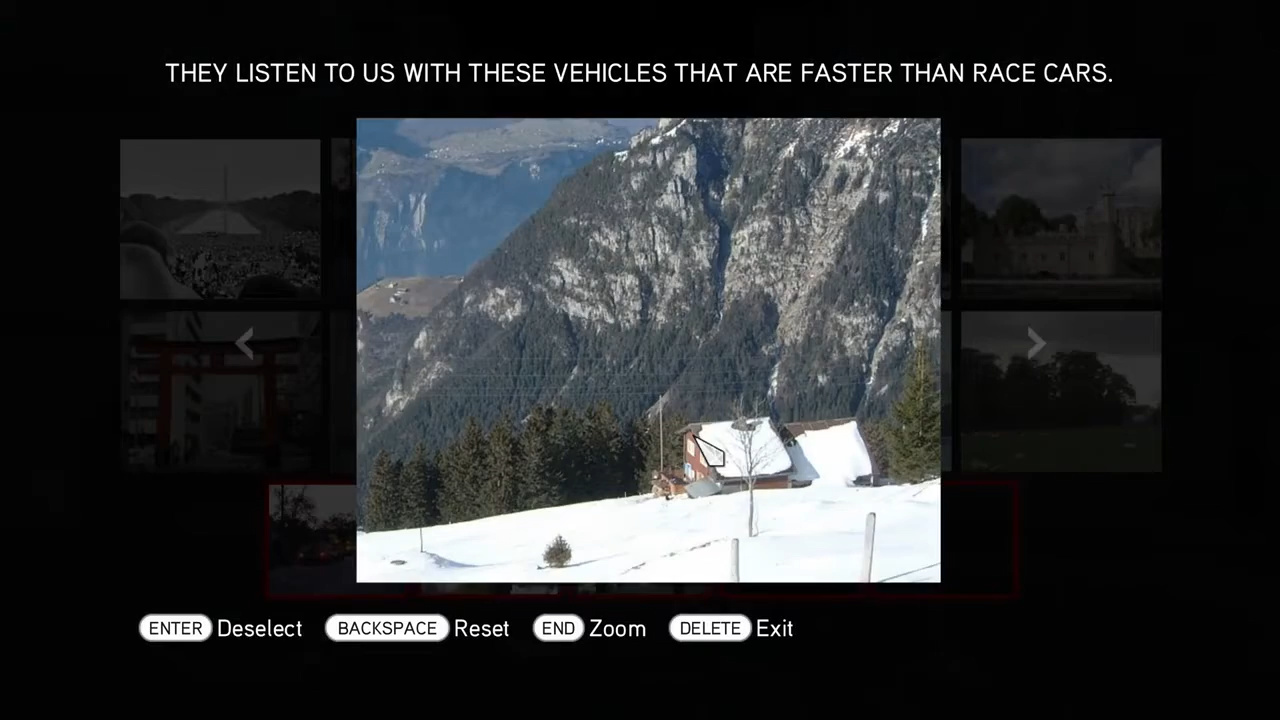 THEY LISTEN TO US WITH THESE VEHICLES THAT ARE FASTER THAN RACE CARS.
ENTER Deselect BACKSPACE Reset END Zoom DELETE Exit